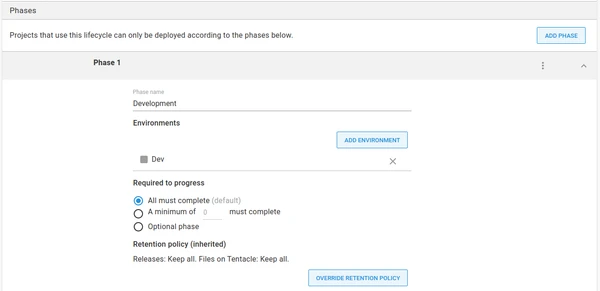 Phases
Projects that use this lifecycle can only be deployed according to the phases below.
ADD PHASE
Phase 1
Phase name
Development
Environments
ADD ENVIRONMENT
Dev
Required to progress
All must complete (default)
A minimum of 0 must complete
Optional phase
Retention policy (inherited)
Releases: Keep all. Files on Tentacle: Keep all.
OVERRIDE RETENTION POLICY